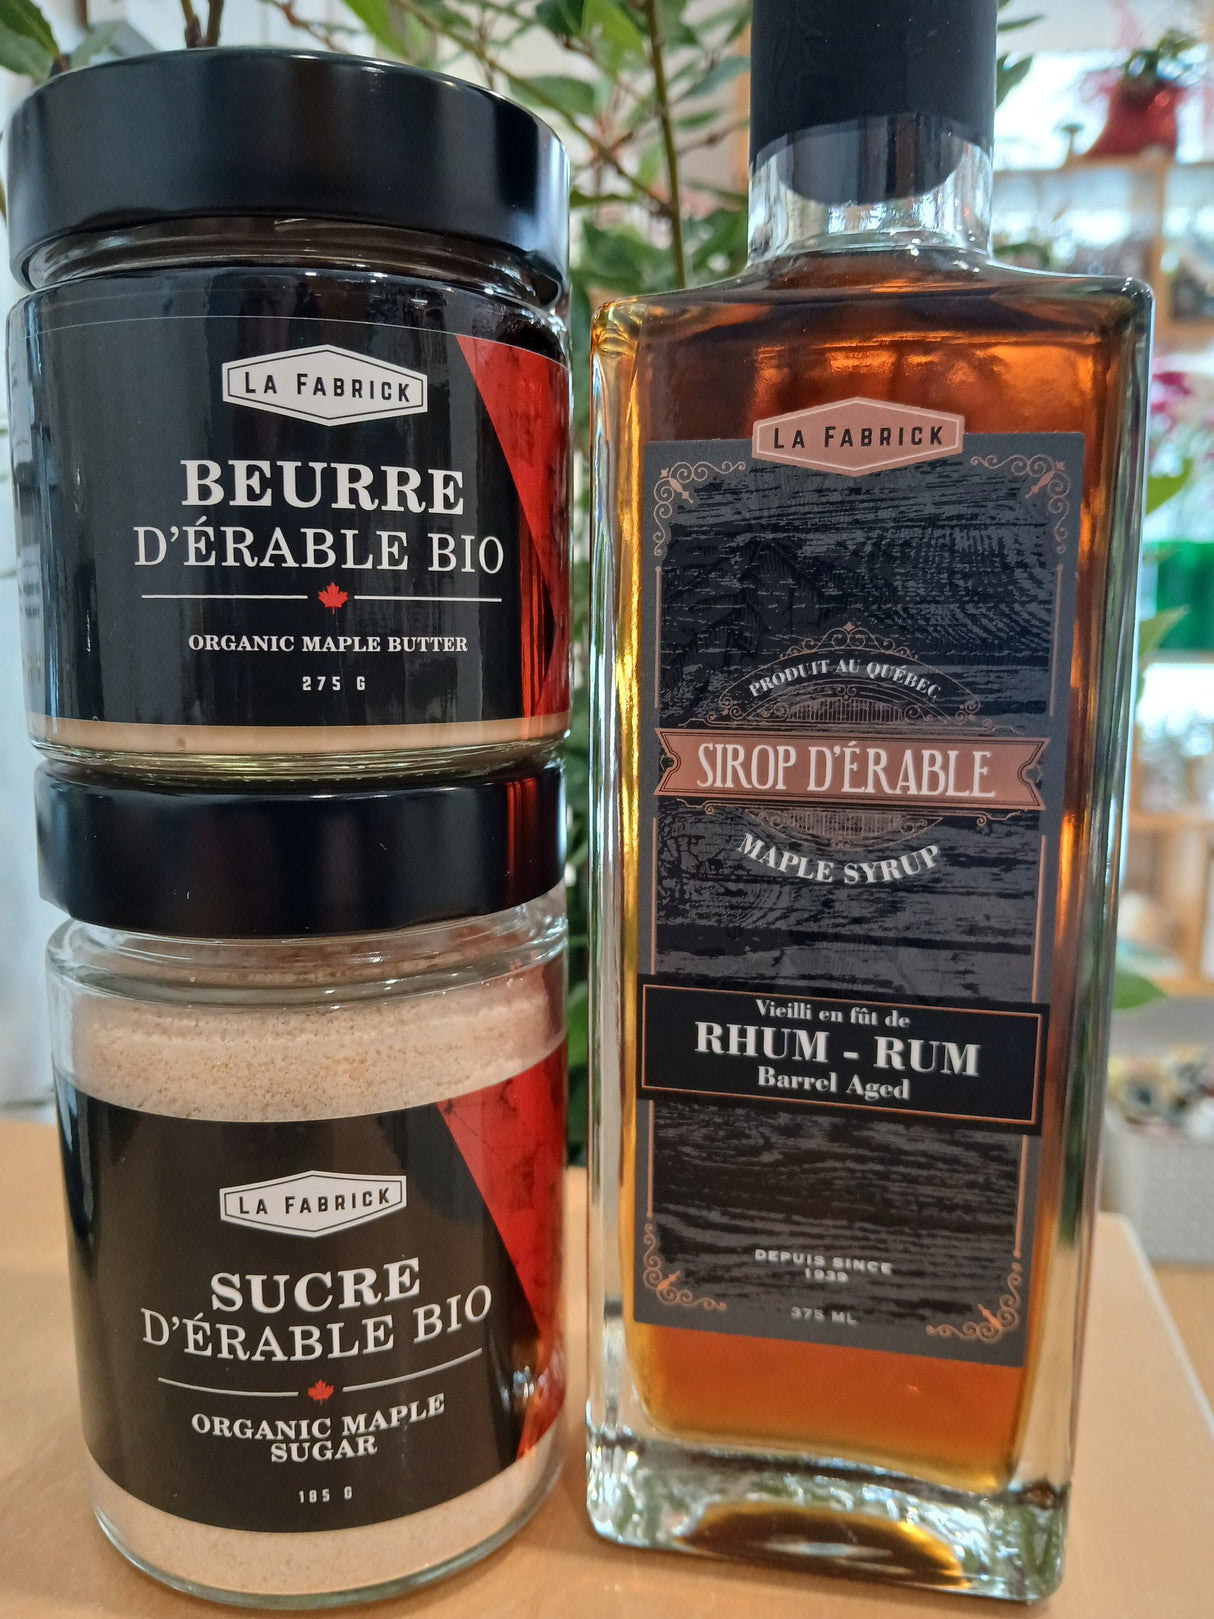 LA FABRICK
BEURRE
D'ÉRABLE BIO
ORGANIC MAPLE BUTTER
275 G
LA FABRICK
SUCRE
D'ÉRABLE BIO
ORGANIC MAPLE
SUGAR
185 G
LA FABRICK
PRODUIT AU QUÉBEC
SIROP D'ÉRABLE
MAPLE SYRUP
Vieilli en fût de
RHUM - RUM
Barrel Aged
DEPUIS SINCE
1939
375 ML